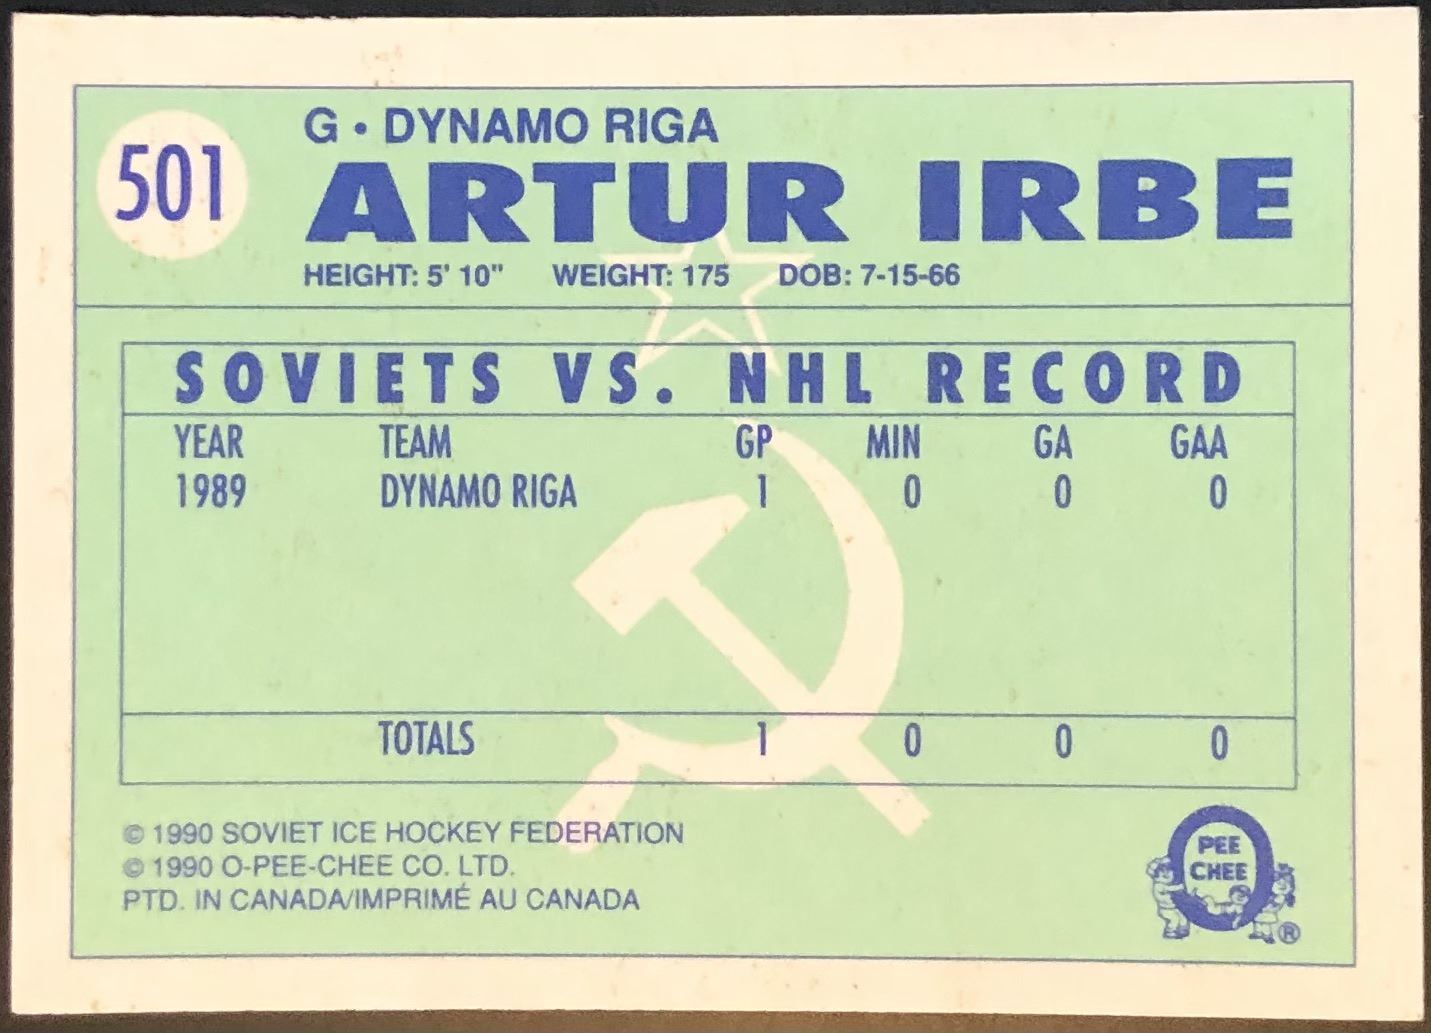 501
G • DYNAMO RIGA
ARTUR IRBE
HEIGHT: 5' 10" WEIGHT: 175 DOB: 7-15-66
SOVIETS VS. NHL RECORD
YEAR TEAM GP MIN GA GAA
1989 DYNAMO RIGA 1 0 0 0
TOTALS 1 0 0 0
© 1990 SOVIET ICE HOCKEY FEDERATION
© 1990 O-PEE-CHEE CO. LTD.
PTD. IN CANADA/IMPRIMÉ AU CANADA
O
PEE
CHEE
®